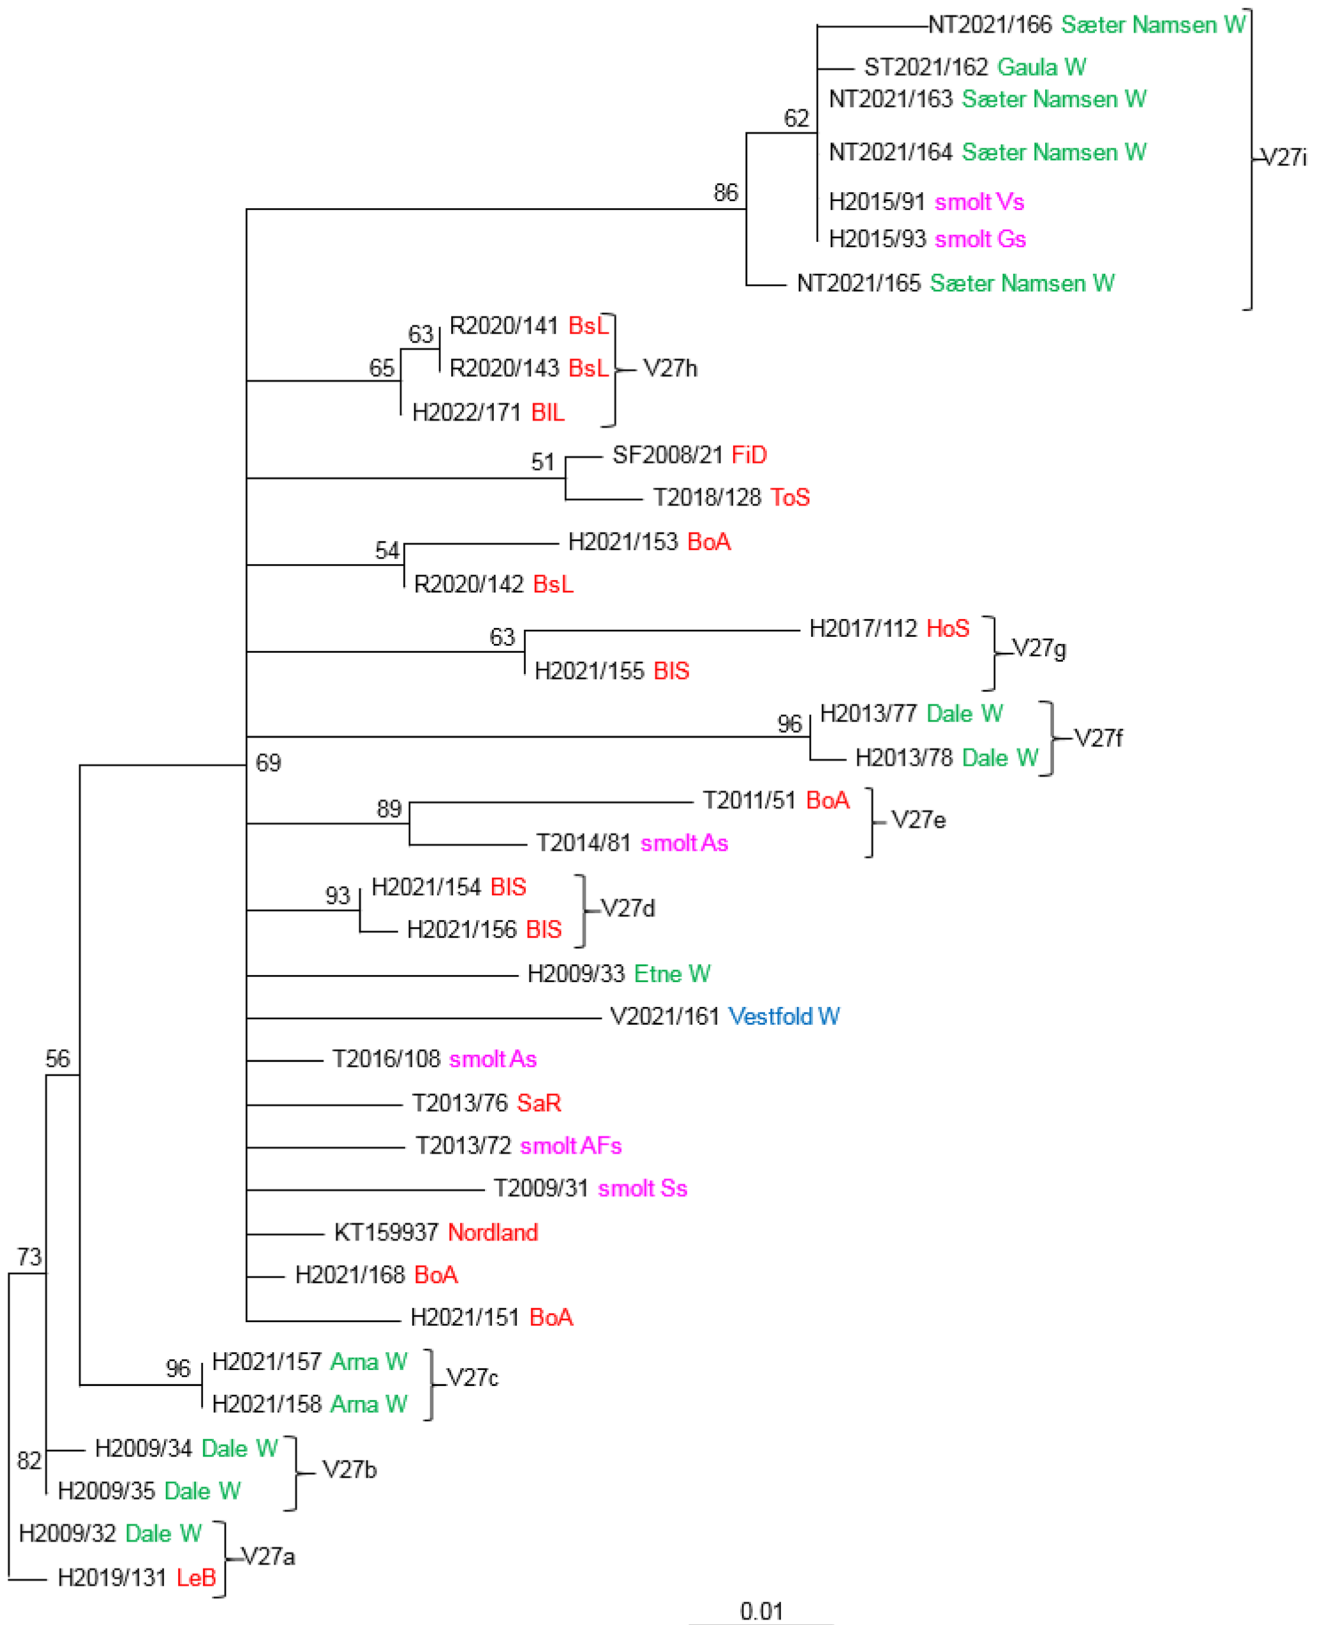 NT2021/166 Sæter Namsen W
ST2021/162 Gaula W
NT2021/163 Sæter Namsen W
62
NT2021/164 Sæter Namsen W
V27i
86
H2015/91 smolt Vs
H2015/93 smolt Gs
NT2021/165 Sæter Namsen W
R2020/141 BsL
63
R2020/143 BsL
V27h
65
H2022/171 BIL
SF2008/21 FiD
51
T2018/128 ToS
H2021/153 BoA
54
R2020/142 BsL
H2017/112 HoS
63
V27g
H2021/155 BIS
H2013/77 Dale W
96
V27f
H2013/78 Dale W
69
T2011/51 BoA
89
V27e
T2014/81 smolt As
H2021/154 BIS
93
V27d
H2021/156 BIS
H2009/33 Etne W
V2021/161 Vestfold W
56
T2016/108 smolt As
T2013/76 SaR
T2013/72 smolt AFs
T2009/31 smolt Ss
KT159937 Nordland
73
H2021/168 BoA
H2021/151 BoA
H2021/157 Arna W
96
V27c
H2021/158 Arna W
H2009/34 Dale W
82
V27b
H2009/35 Dale W
H2009/32 Dale W
V27a
H2019/131 LeB
0.01